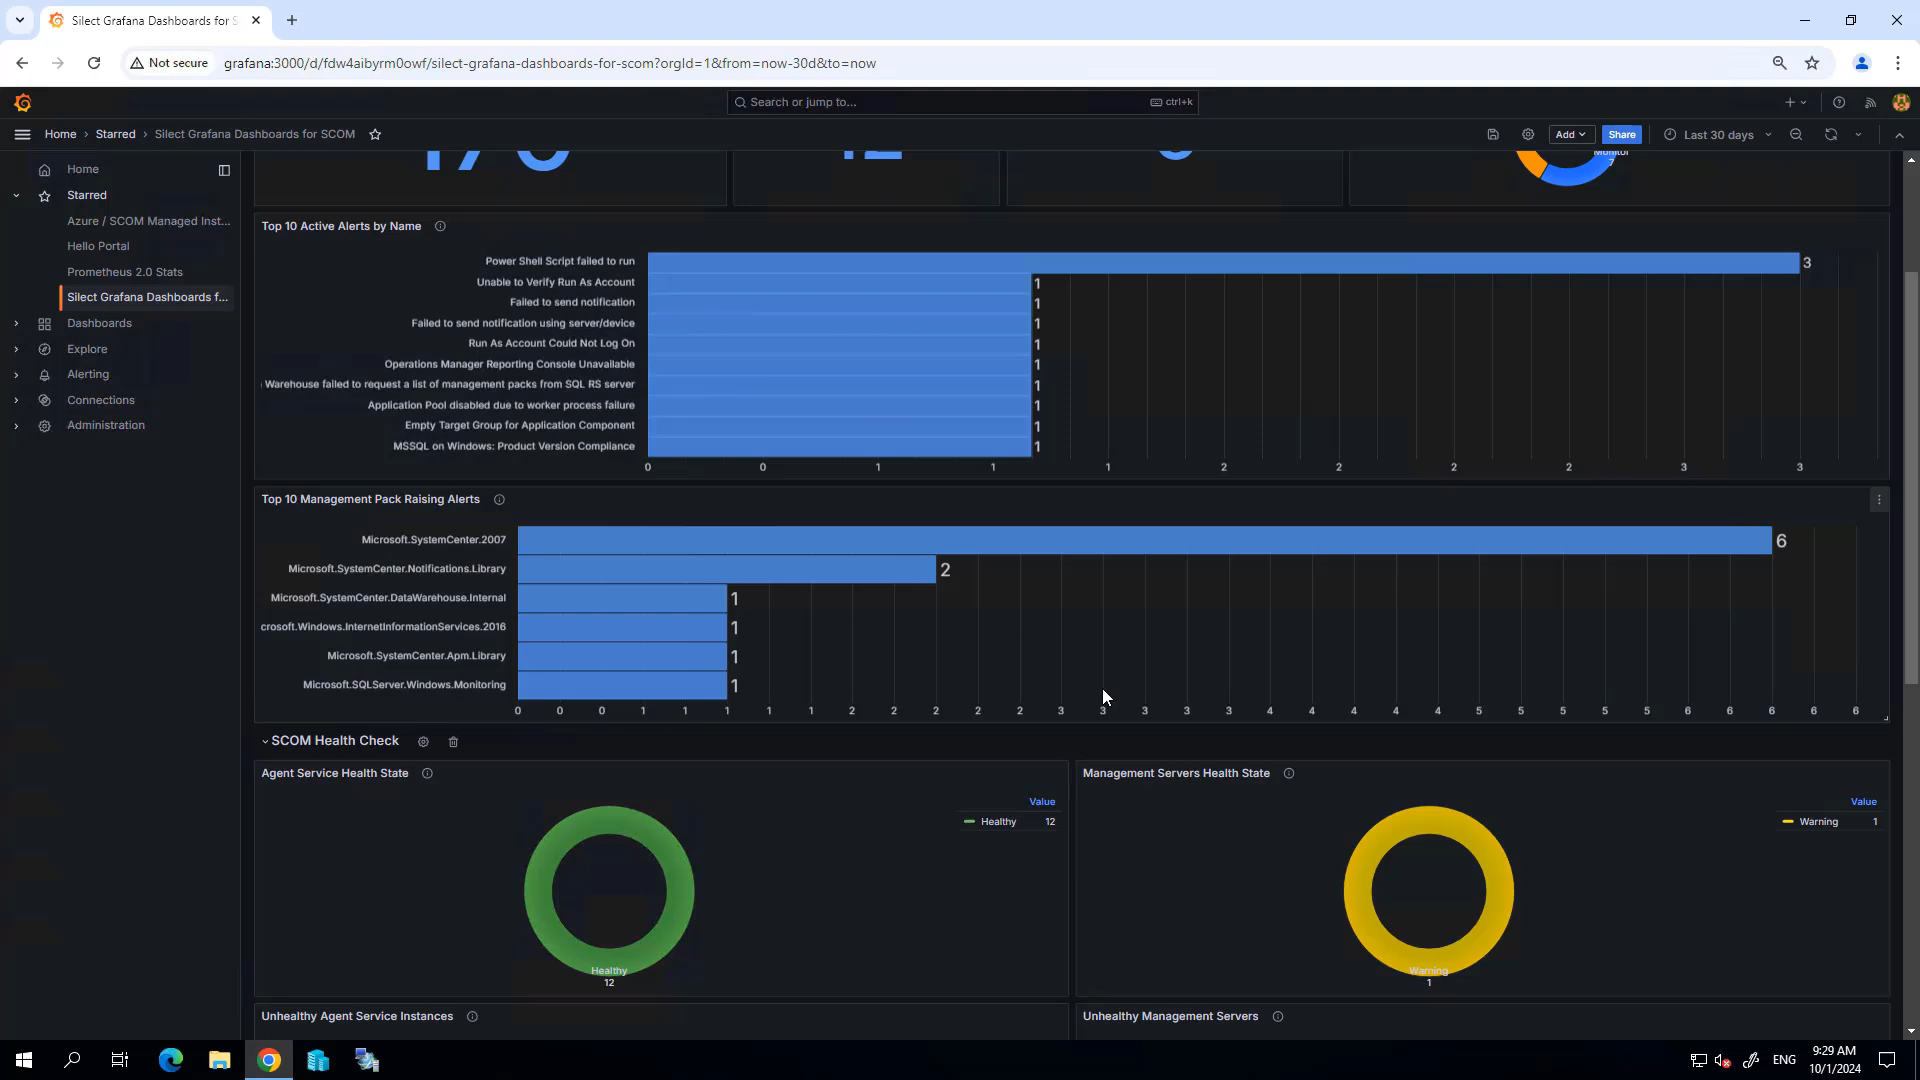 Silect Grafana Dashboards for S
Not secure
grafana:3000/d/fdw4aibyrm0owf/silect-grafana-dashboards-for-scom?orgId=1&from=now-30d&to=now
Search or jump to...
ctrl+k
Home › Starred › Silect Grafana Dashboards for SCOM
Add
Share
Last 30 days
Home
Starred
Azure / SCOM Managed Inst...
Hello Portal
Prometheus 2.0 Stats
Silect Grafana Dashboards f...
Dashboards
Explore
Alerting
Connections
Administration
Monitor
7
Top 10 Active Alerts by Name
Power Shell Script failed to run 3
Unable to Verify Run As Account 1
Failed to send notification 1
Failed to send notification using server/device 1
Run As Account Could Not Log On 1
Operations Manager Reporting Console Unavailable 1
Warehouse failed to request a list of management packs from SQL RS server 1
Application Pool disabled due to worker process failure 1
Empty Target Group for Application Component 1
MSSQL on Windows: Product Version Compliance 1
0 0 1 1 1 2 2 2 2 3 3
Top 10 Management Pack Raising Alerts
Microsoft.SystemCenter.2007 6
Microsoft.SystemCenter.Notifications.Library 2
Microsoft.SystemCenter.DataWarehouse.Internal 1
crosoft.Windows.InternetInformationServices.2016 1
Microsoft.SystemCenter.Apm.Library 1
Microsoft.SQLServer.Windows.Monitoring 1
0 0 0 1 1 1 1 1 2 2 2 2 2 3 3 3 3 3 4 4 4 4 4 5 5 5 5 5 6 6 6 6 6
SCOM Health Check
Agent Service Health State
Value
Healthy 12
Healthy
12
Management Servers Health State
Value
Warning 1
Warning
1
Unhealthy Agent Service Instances
Unhealthy Management Servers
ENG
9:29 AM
10/1/2024